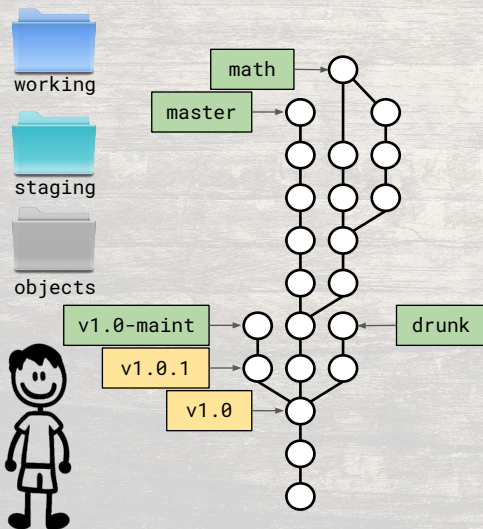 working
math
master
staging
objects
v1.0-maint
drunk
v1.0.1
v1.0